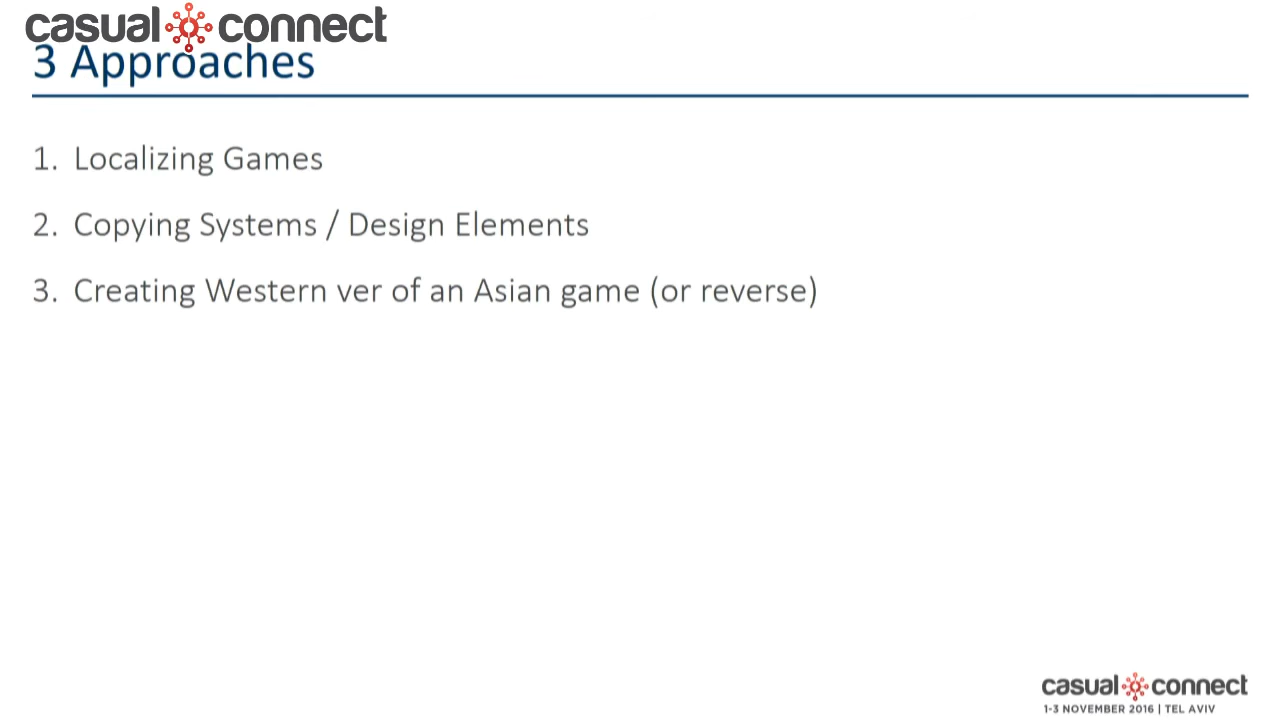 casual connect
3 Approaches
1. Localizing Games
2. Copying Systems / Design Elements
3. Creating Western ver of an Asian game (or reverse)
casual connect
1-3 NOVEMBER 2016 | TEL AVIV